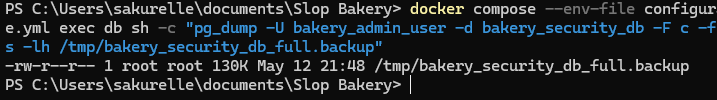 PS C:\Users\sakurelle\documents\Slop Bakery> docker compose --env-file configur
e.yml exec db sh -c "pg_dump -U bakery_admin_user -d bakery_security_db -F c -f
s -lh /tmp/bakery_security_db_full.backup"
-rw-r--r-- 1 root root 130K May 12 21:48 /tmp/bakery_security_db_full.backup
PS C:\Users\sakurelle\documents\Slop Bakery>